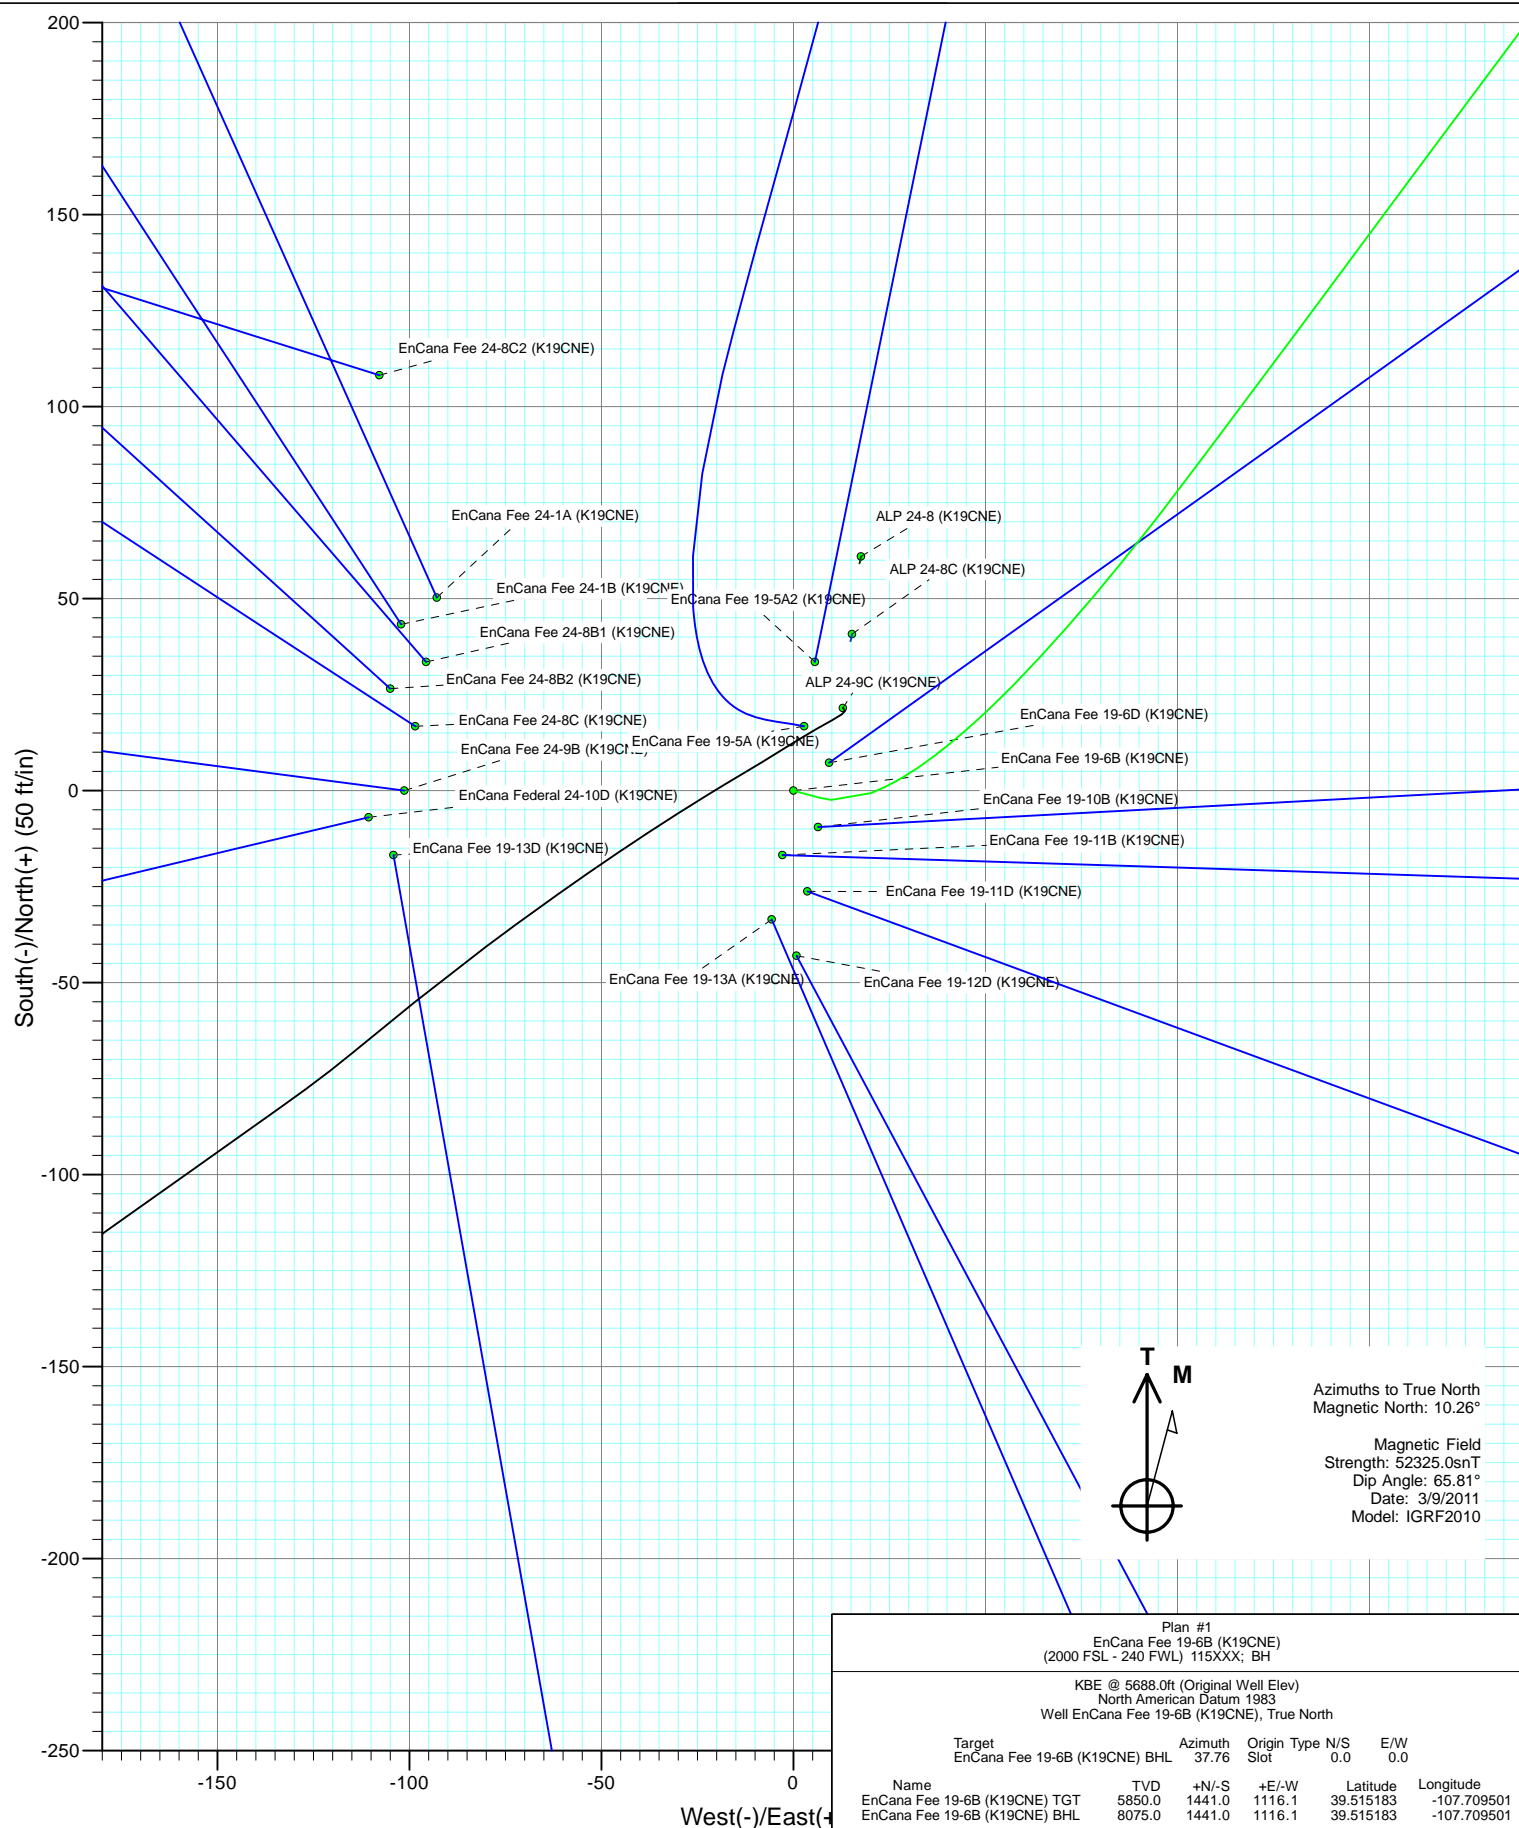 200
150
100
50
0
-50
-100
-150
-200
-250
South(-)/North(+) (50 ft/in)
EnCana Fee 24-8C2 (K19CNE)
EnCana Fee 24-1A (K19CNE)
ALP 24-8 (K19CNE)
ALP 24-8C (K19CNE)
EnCana Fee 24-1B (K19CNE)
EnCana Fee 19-5A2 (K19CNE)
EnCana Fee 24-8B1 (K19CNE)
EnCana Fee 24-8B2 (K19CNE)
ALP 24-9C (K19CNE)
EnCana Fee 24-8C (K19CNE)
EnCana Fee 19-6D (K19CNE)
EnCana Fee 19-5A (K19CNE)
EnCana Fee 24-9B (K19CNE)
EnCana Fee 19-6B (K19CNE)
EnCana Federal 24-10D (K19CNE)
EnCana Fee 19-10B (K19CNE)
EnCana Fee 19-13D (K19CNE)
EnCana Fee 19-11B (K19CNE)
EnCana Fee 19-11D (K19CNE)
EnCana Fee 19-13A (K19CNE)
EnCana Fee 19-12D (K19CNE)
T
M
Azimuths to True North
Magnetic North: 10.26°
Magnetic Field
Strength: 52325.0snT
Dip Angle: 65.81°
Date: 3/9/2011
Model: IGRF2010
-150 -100 -50 0
West(-)/East(+
Plan #1
EnCana Fee 19-6B (K19CNE)
(2000 FSL - 240 FWL) 115XXX; BH
KBE @ 5688.0ft (Original Well Elev)
North American Datum 1983
Well EnCana Fee 19-6B (K19CNE), True North
Target Azimuth Origin Type N/S E/W
EnCana Fee 19-6B (K19CNE) BHL 37.76 Slot 0.0 0.0
Name TVD +N/-S +E/-W Latitude Longitude
EnCana Fee 19-6B (K19CNE) TGT 5850.0 1441.0 1116.1 39.515183 -107.709501
EnCana Fee 19-6B (K19CNE) BHL 8075.0 1441.0 1116.1 39.515183 -107.709501